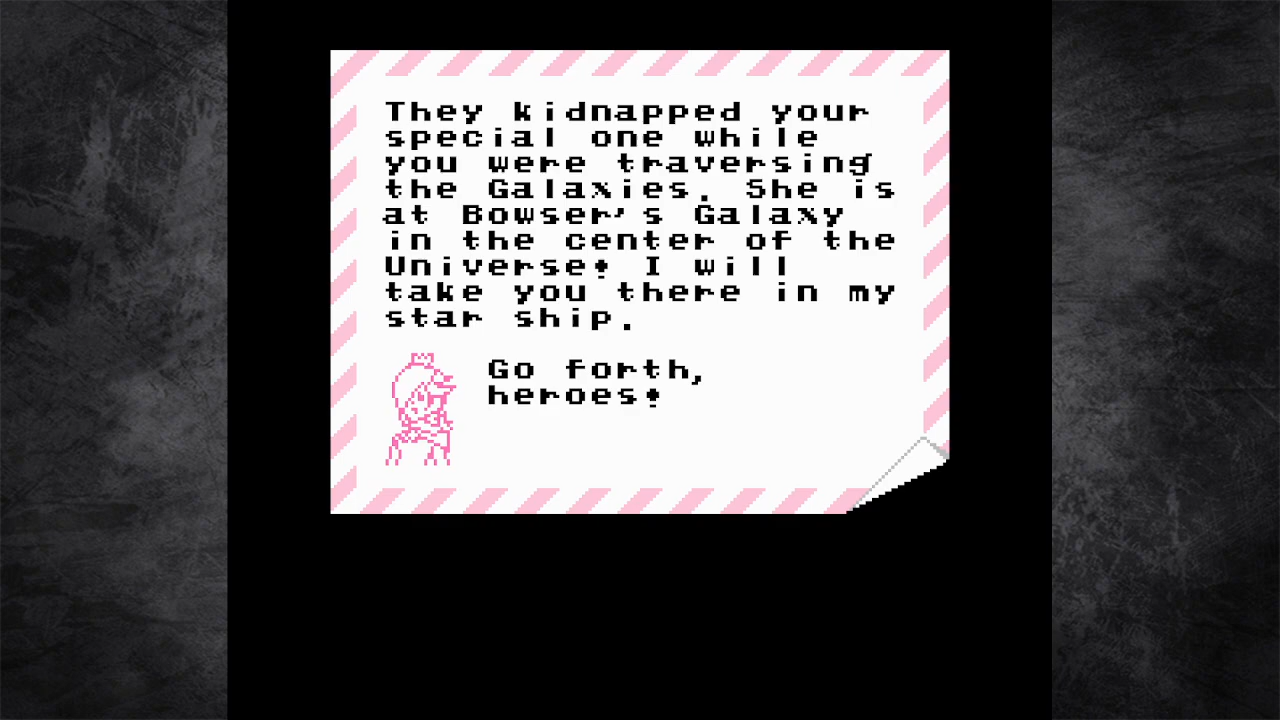 They kidnapped your
special one while
you were traversing
the Galaxies. She is
at Bowser's Galaxy
in the center of the
Universe! I will
take you there in my
star ship.
Go forth,
heroes!